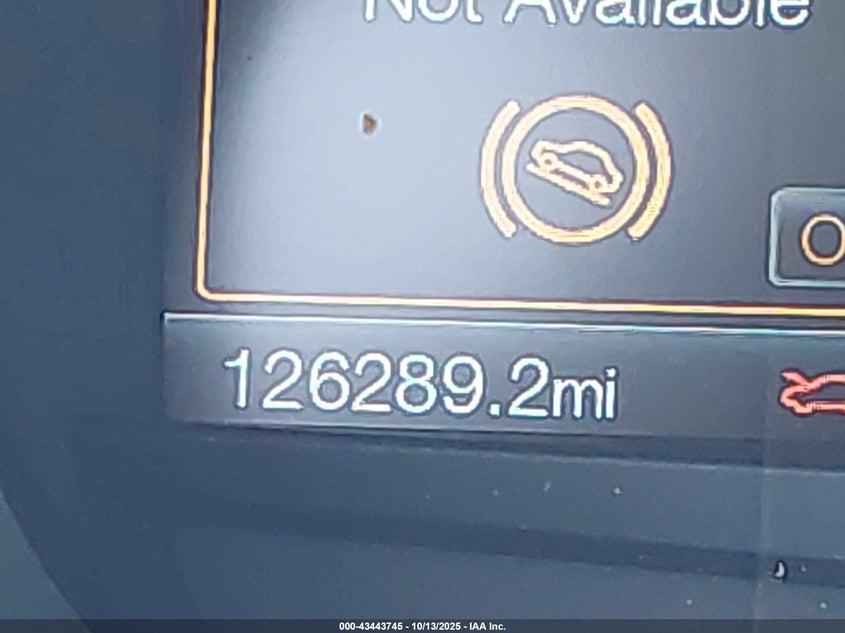 Not Available
O
126289.2mi
000-43443745 - 10/13/2025 - IAA Inc.